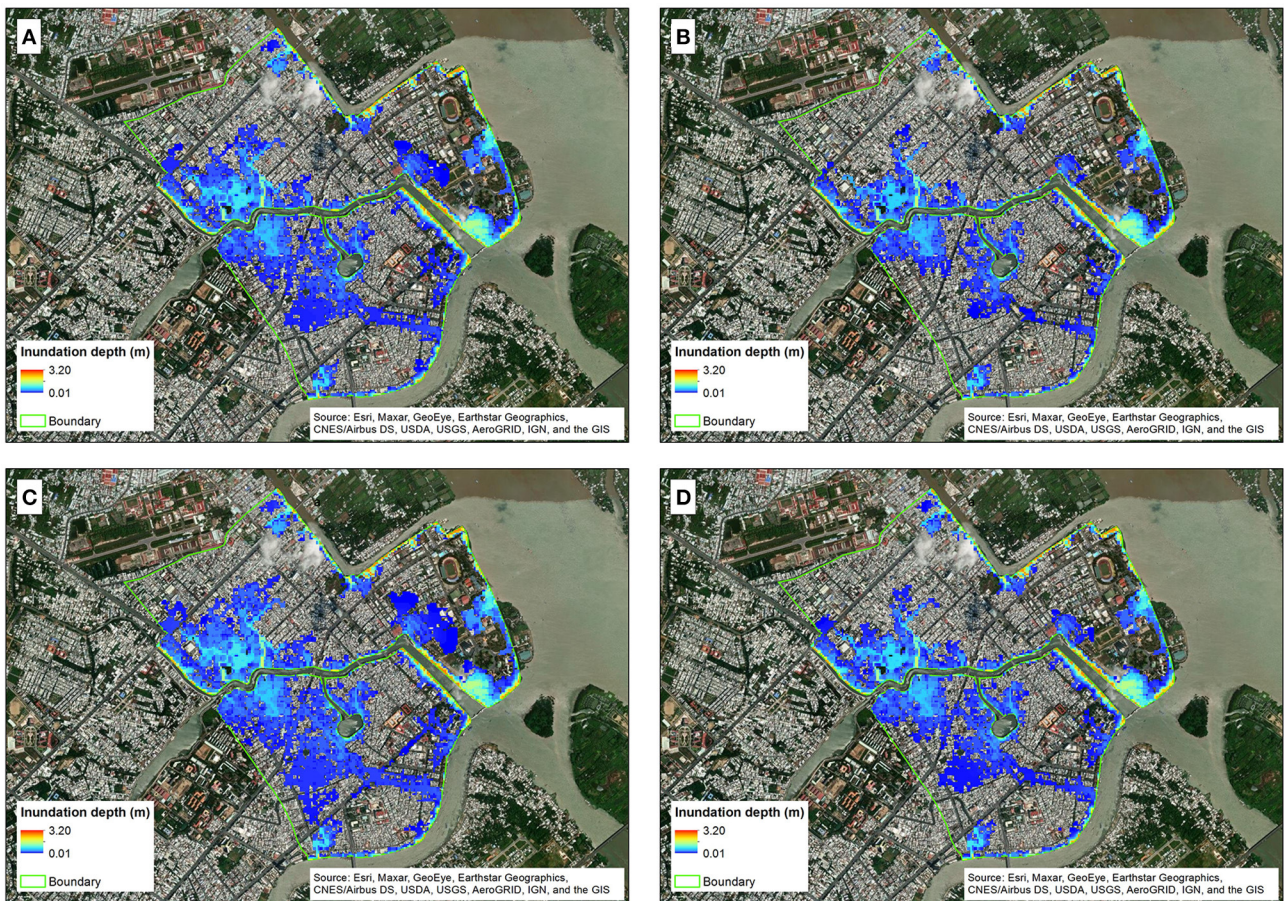 A
Inundation depth (m)
3.20
0.01
Boundary
Source: Esri, Maxar, GeoEye, Earthstar Geographics,
CNES/Airbus DS, USDA, USGS, AeroGRID, IGN, and the GIS
B
Inundation depth (m)
3.20
0.01
Boundary
Source: Esri, Maxar, GeoEye, Earthstar Geographics,
CNES/Airbus DS, USDA, USGS, AeroGRID, IGN, and the GIS
C
Inundation depth (m)
3.20
0.01
Boundary
Source: Esri, Maxar, GeoEye, Earthstar Geographics,
CNES/Airbus DS, USDA, USGS, AeroGRID, IGN, and the GIS
D
Inundation depth (m)
3.20
0.01
Boundary
Source: Esri, Maxar, GeoEye, Earthstar Geographics,
CNES/Airbus DS, USDA, USGS, AeroGRID, IGN, and the GIS